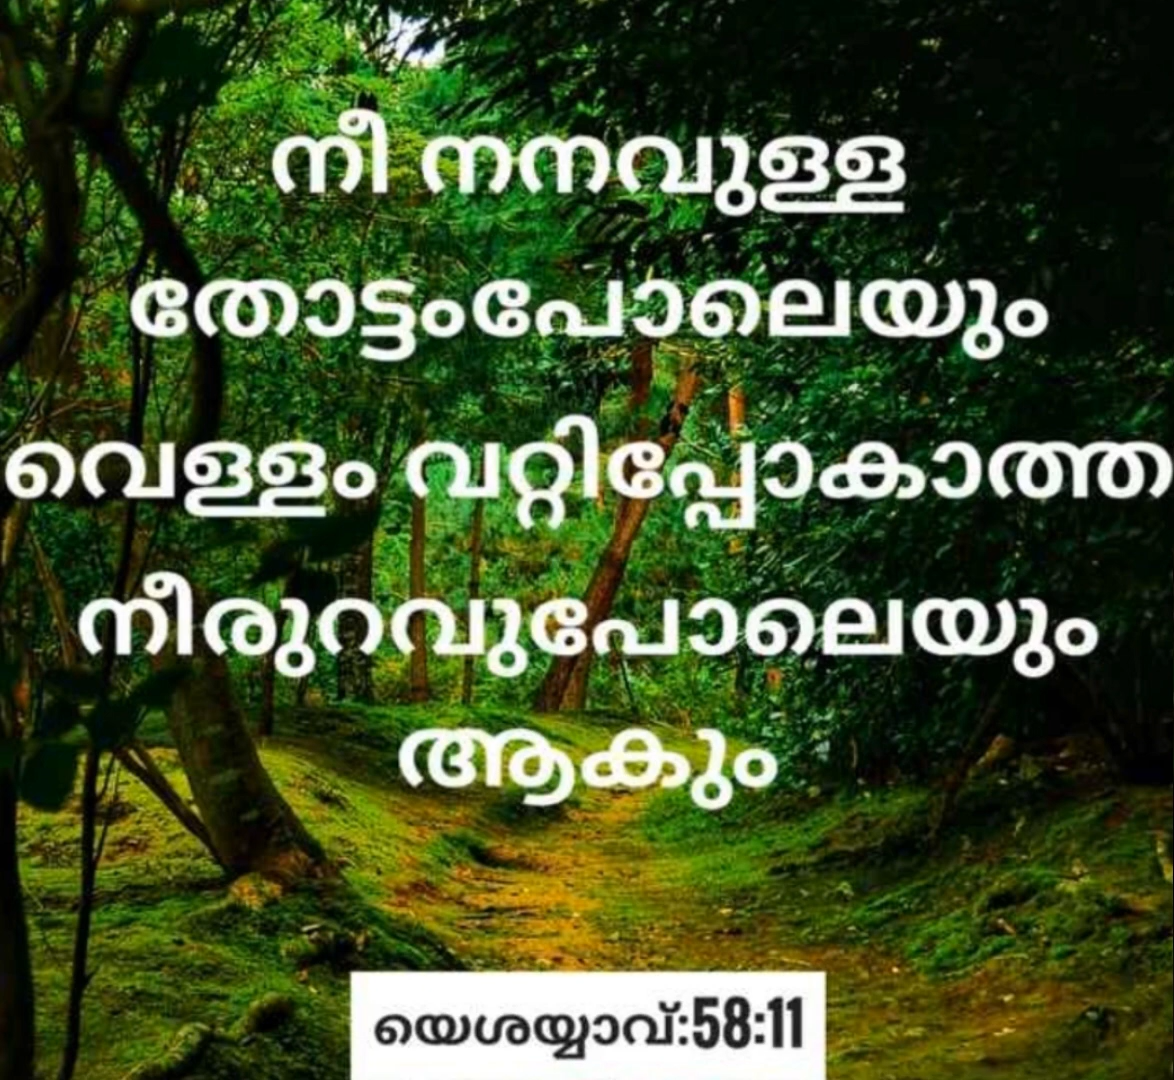 നീ നനവുള്ള
തോട്ടംപോലെയും
വെള്ളം വറ്റിപ്പോകാത്ത
നീരുറവുപോലെയും
ആകും
യെശയ്യാവ്:58:11